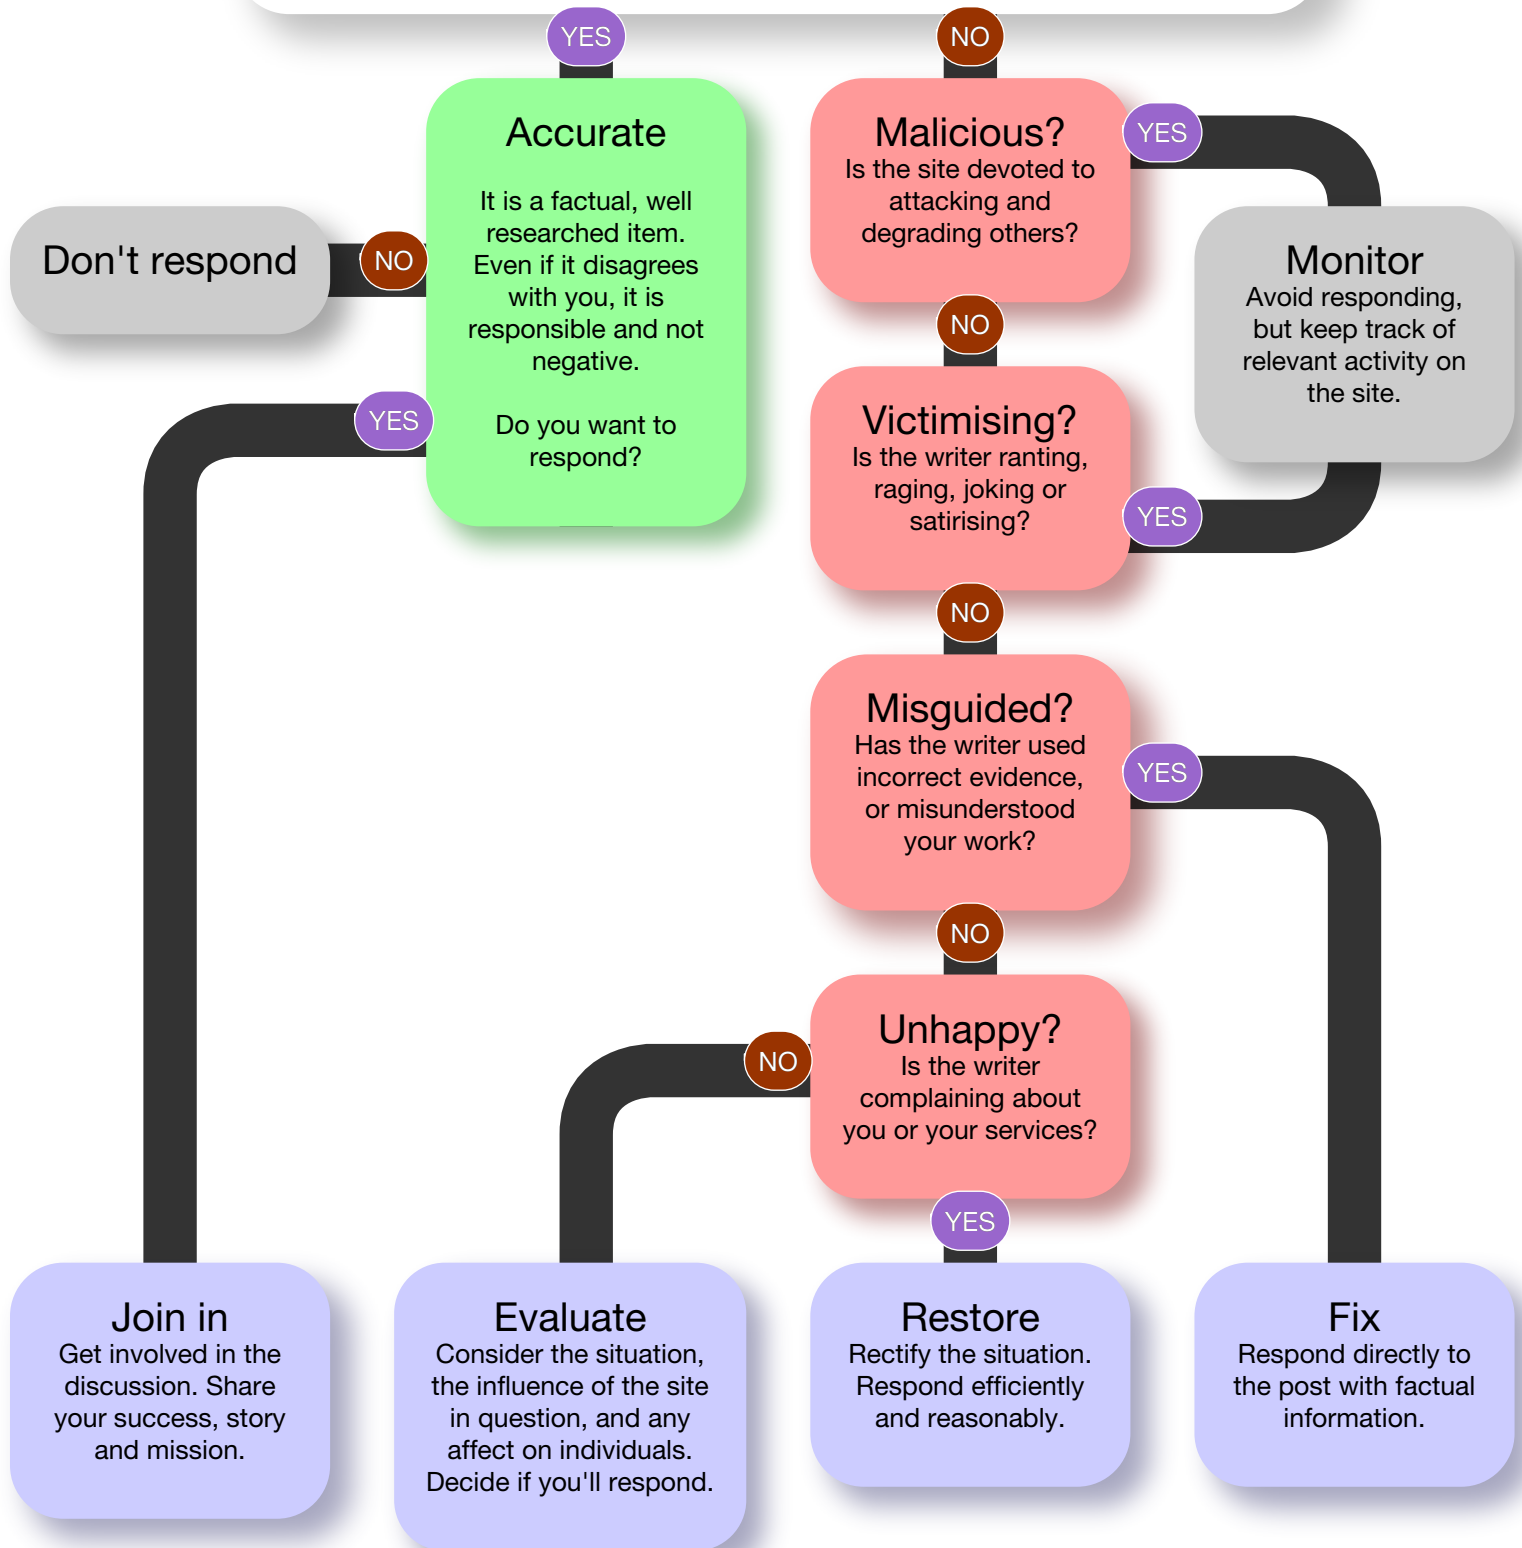 YES
NO
Accurate
It is a factual, well
researched item.
Even if it disagrees
with you, it is
responsible and not
negative.
Do you want to
respond?
Malicious?
Is the site devoted to
attacking and
degrading others?
YES
Don't respond
NO
Monitor
Avoid responding,
but keep track of
relevant activity on
the site.
NO
YES
Victimising?
Is the writer ranting,
raging, joking or
satirising?
YES
NO
Misguided?
Has the writer used
incorrect evidence,
or misunderstood
your work?
YES
NO
Unhappy?
Is the writer
complaining about
you or your services?
NO
YES
Join in
Get involved in the
discussion. Share
your success, story
and mission.
Evaluate
Consider the situation,
the influence of the site
in question, and any
affect on individuals.
Decide if you'll respond.
Restore
Rectify the situation.
Respond efficiently
and reasonably.
Fix
Respond directly to
the post with factual
information.